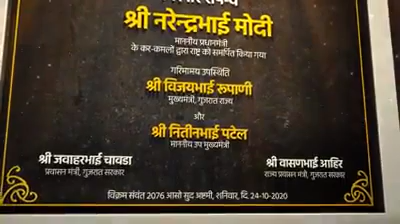 श्री नरेन्द्रभाई मोदी
माननीय प्रधानमंत्री
के कर-कमलों द्वारा राष्ट्र को समर्पित किया गया
गरिमामय उपस्थिति
श्री विजयभाई रूपाणी
मुख्यमंत्री, गुजरात राज्य
और
श्री नितीनभाई पटेल
माननीय उप मुख्यमंत्री
श्री जवाहरभाई चावडा
प्रवासन मंत्री, गुजरात सरकार
श्री वासणभाई आहिर
राज्य प्रवासन मंत्री, गुजरात सरकार
विक्रम संवंत 2076 आसो सुद अष्टमी, शनिवार, दि: 24-10-2020